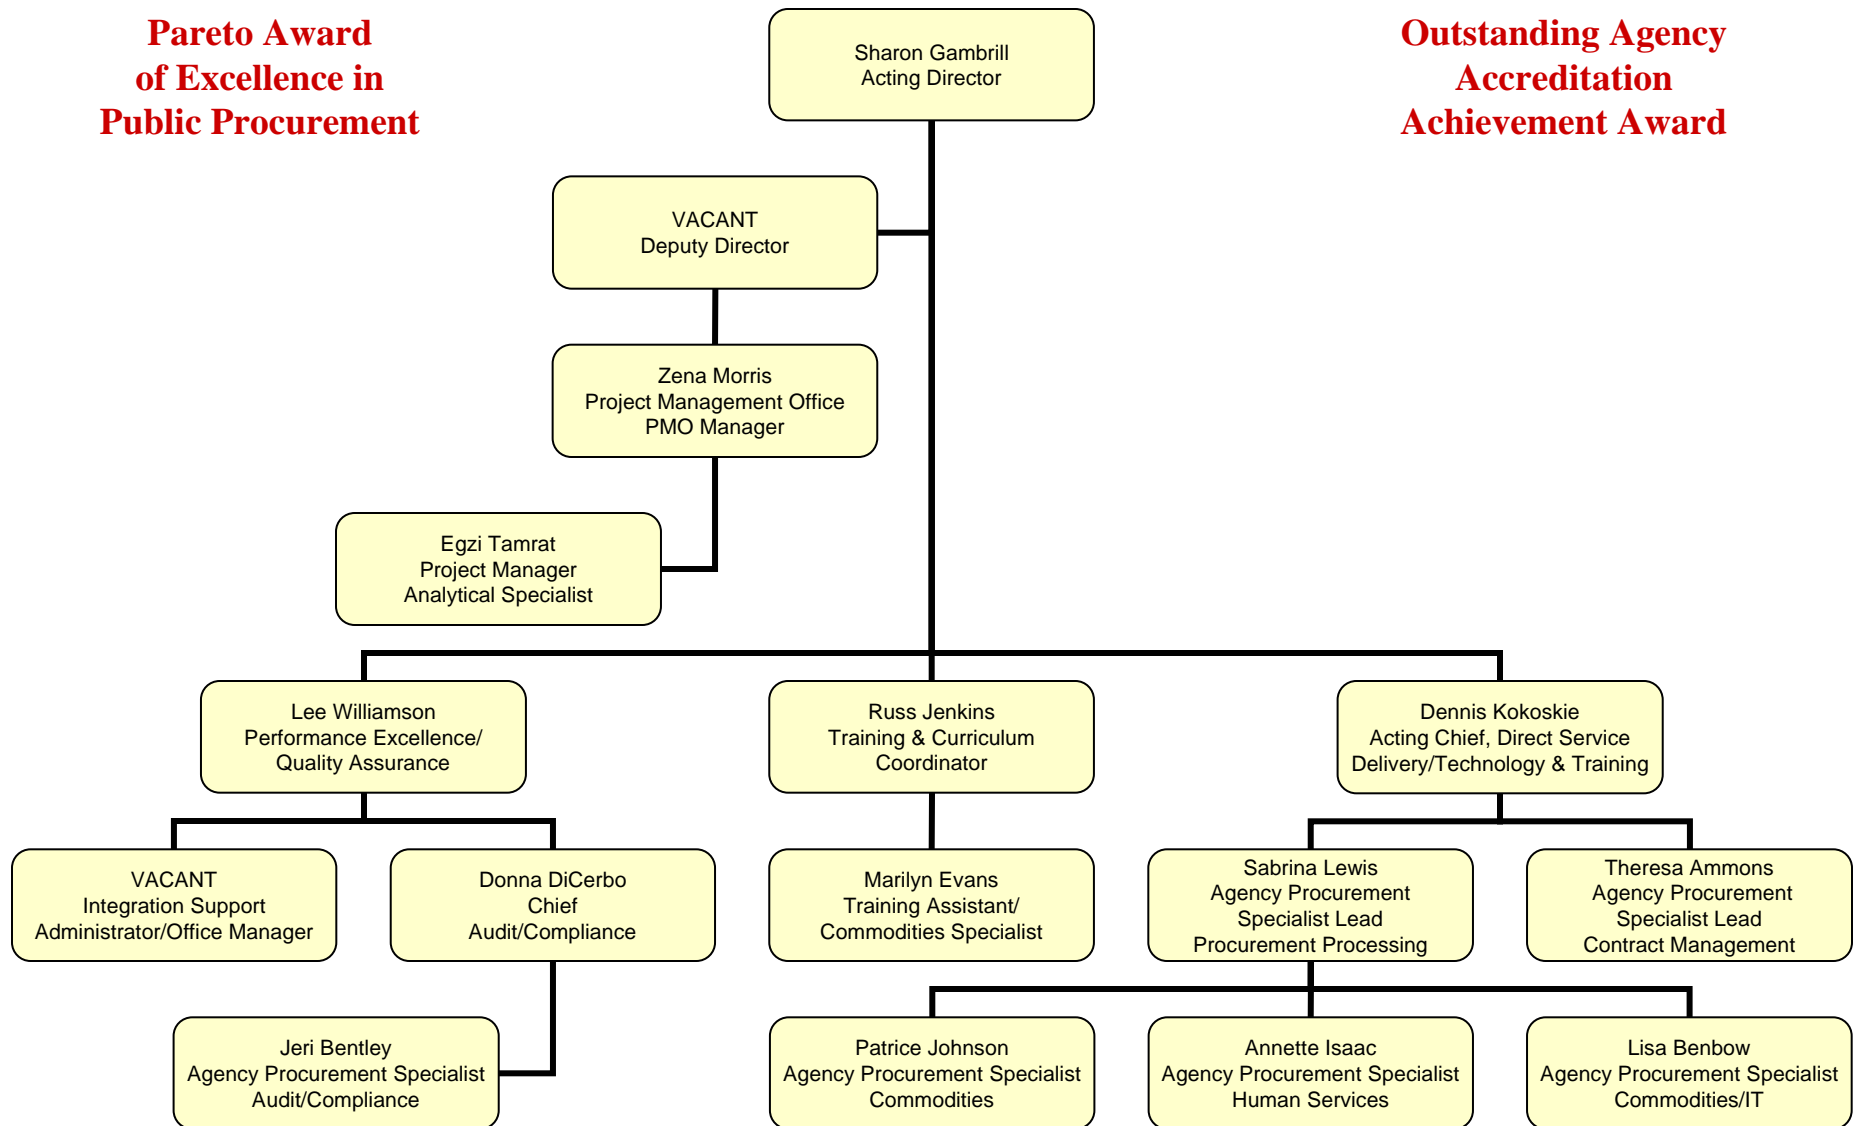 Pareto Award
of Excellence in
Public Procurement
Sharon Gambrill
Acting Director
Outstanding Agency
Accreditation
Achievement Award
VACANT
Deputy Director
Zena Morris
Project Management Office
PMO Manager
Egzi Tamrat
Project Manager
Analytical Specialist
Lee Williamson
Performance Excellence/
Quality Assurance
Russ Jenkins
Training & Curriculum
Coordinator
Dennis Kokoskie
Acting Chief, Direct Service
Delivery/Technology & Training
VACANT
Integration Support
Administrator/Office Manager
Donna DiCerbo
Chief
Audit/Compliance
Marilyn Evans
Training Assistant/
Commodities Specialist
Sabrina Lewis
Agency Procurement
Specialist Lead
Procurement Processing
Theresa Ammons
Agency Procurement
Specialist Lead
Contract Management
Jeri Bentley
Agency Procurement Specialist
Audit/Compliance
Patrice Johnson
Agency Procurement Specialist
Commodities
Annette Isaac
Agency Procurement Specialist
Human Services
Lisa Benbow
Agency Procurement Specialist
Commodities/IT